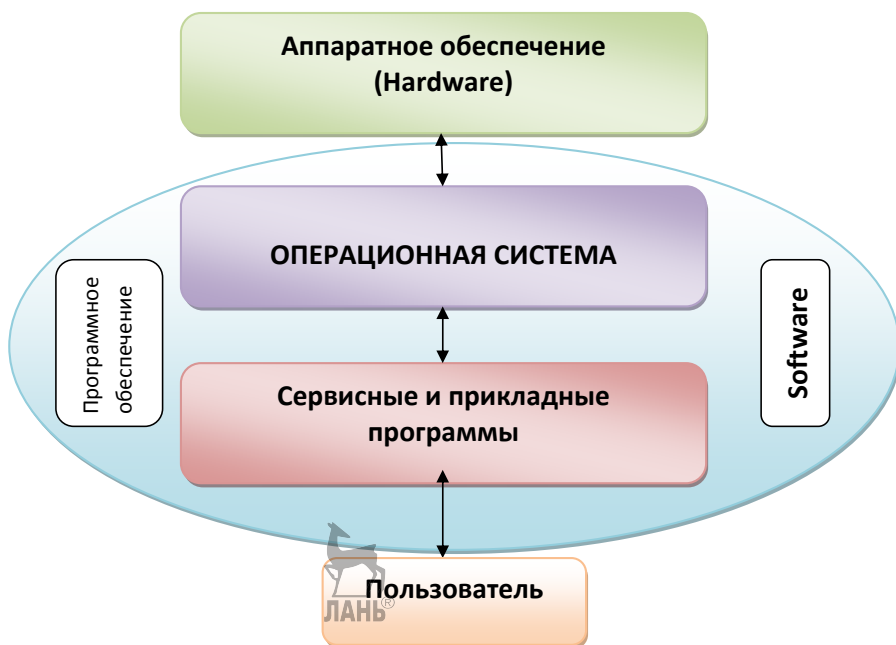 Аппаратное обеспечение
(Hardware)
ОПЕРАЦИОННАЯ СИСТЕМА
Программное
обеспечение
Software
Сервисные и прикладные
программы
Пользователь
ЛАНЬ®